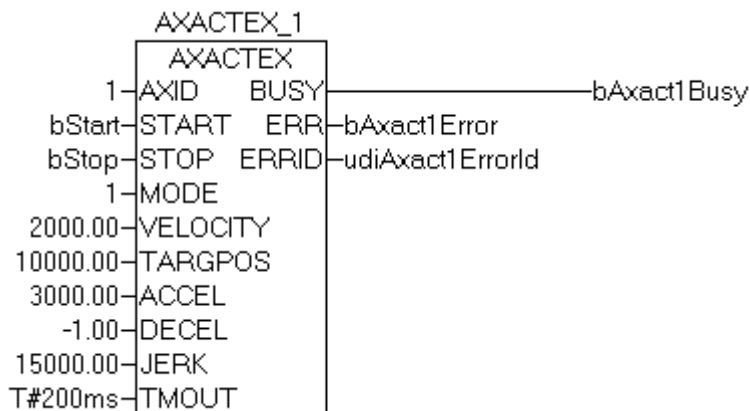 AXACTEX_1
AXACTEX
1 AXID BUSY bAxact1Busy
bStart START ERR bAxact1Error
bStop STOP ERRID udiAxact1ErrorId
1 MODE
2000.00 VELOCITY
10000.00 TARGPOS
3000.00 ACCEL
-1.00 DECEL
15000.00 JERK
T#200ms TMOUT